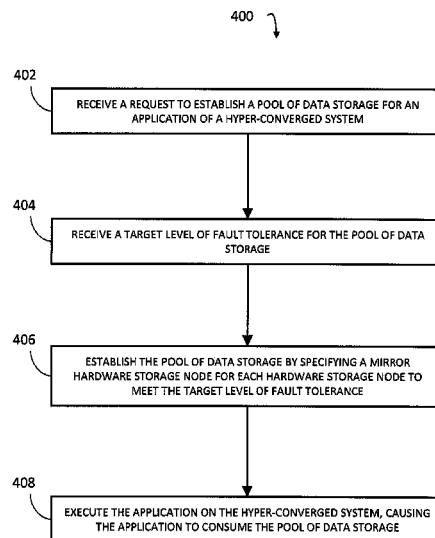 400
402
RECEIVE A REQUEST TO ESTABLISH A POOL OF DATA STORAGE FOR AN
APPLICATION OF A HYPER-CONVERGED SYSTEM
404
RECEIVE A TARGET LEVEL OF FAULT TOLERANCE FOR THE POOL OF DATA
STORAGE
406
ESTABLISH THE POOL OF DATA STORAGE BY SPECIFYING A MIRROR
HARDWARE STORAGE NODE FOR EACH HARDWARE STORAGE NODE TO
MEET THE TARGET LEVEL OF FAULT TOLERANCE
408
EXECUTE THE APPLICATION ON THE HYPER-CONVERGED SYSTEM, CAUSING
THE APPLICATION TO CONSUME THE POOL OF DATA STORAGE